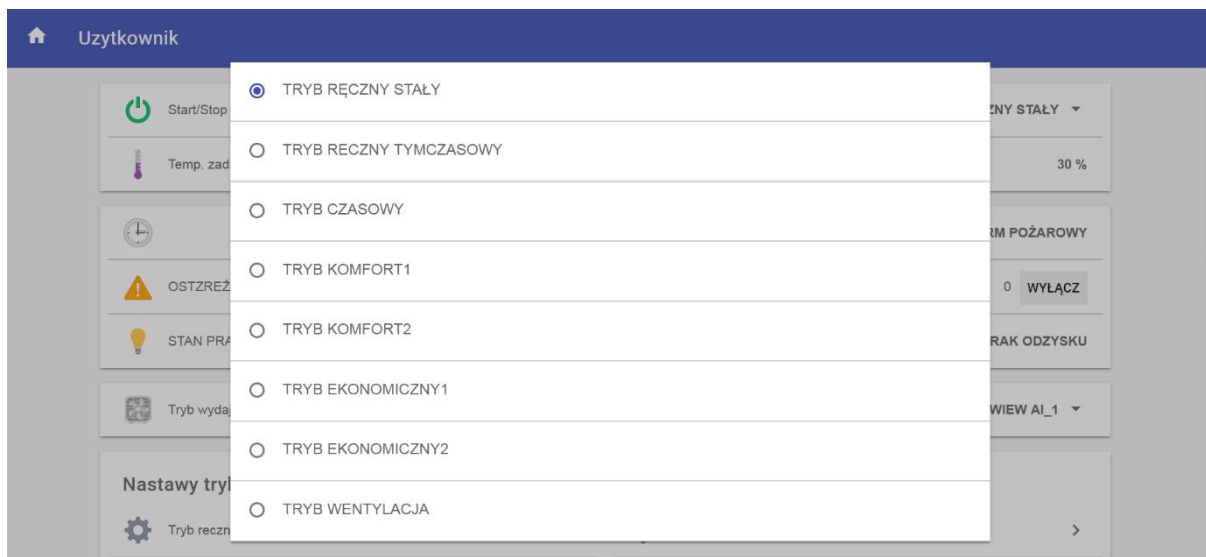 Uzytkownik
TRYB RĘCZNY STAŁY
Start/Stop
ZNY STAŁY
TRYB RECZNY TYMCZASOWY
Temp. zad
30 %
TRYB CZASOWY
RM POŻAROWY
TRYB KOMFORT1
OSTZREŻ
0 WYŁĄCZ
TRYB KOMFORT2
STAN PRA
RAK ODZYSKU
TRYB EKONOMICZNY1
Tryb wydaj
WIEW AI_1
TRYB EKONOMICZNY2
Nastawy tryl
TRYB WENTYLACJA
Tryb reczn